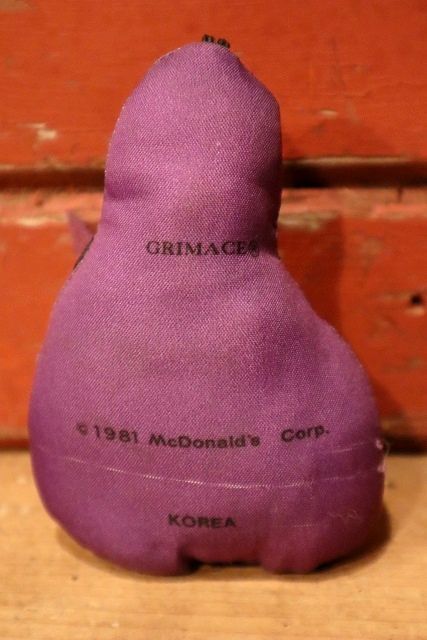 GRIMACE®
© 1981 McDonald's Corp.
KOREA